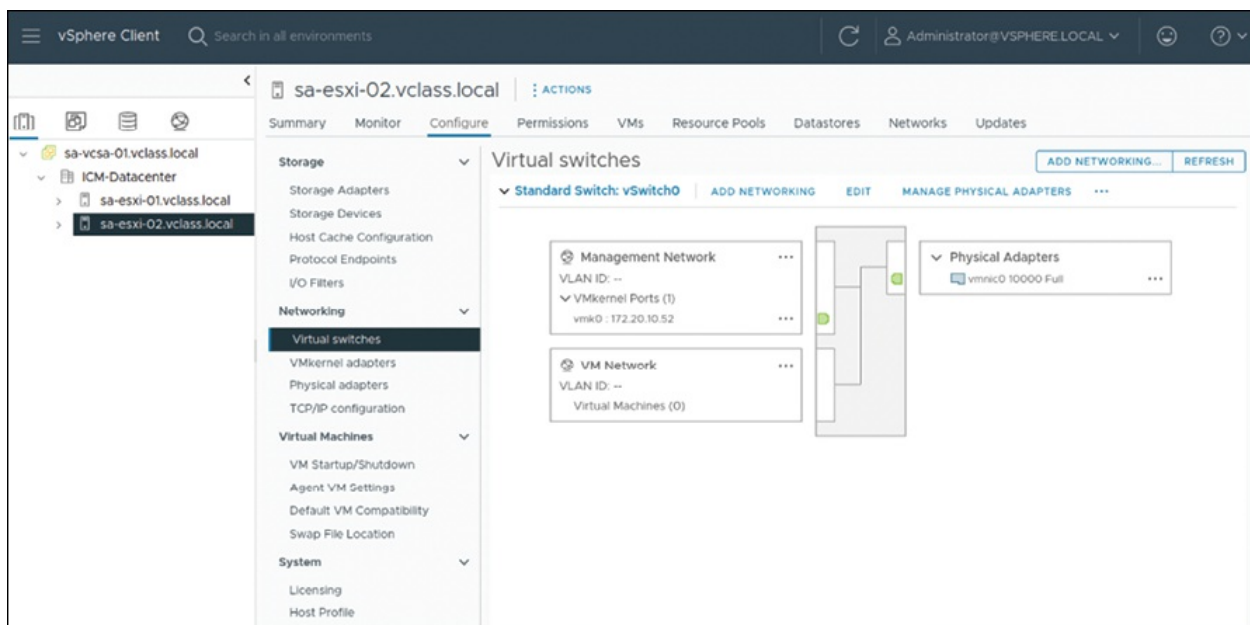 vSphere Client
Search in all environments
Administrator@VSPHERE.LOCAL
sa-vcsa-01.vclass.local
ICM-Datacenter
sa-esxi-01.vclass.local
sa-esxi-02.vclass.local
sa-esxi-02.vclass.local
ACTIONS
Summary Monitor Configure Permissions VMs Resource Pools Datastores Networks Updates
Storage
Storage Adapters
Storage Devices
Host Cache Configuration
Protocol Endpoints
I/O Filters
Networking
Virtual switches
VMkernel adapters
Physical adapters
TCP/IP configuration
Virtual Machines
VM Startup/Shutdown
Agent VM Settings
Default VM Compatibility
Swap File Location
System
Licensing
Host Profile
Virtual switches
ADD NETWORKING... REFRESH
Standard Switch: vSwitch0 ADD NETWORKING EDIT MANAGE PHYSICAL ADAPTERS ...
Management Network ...
VLAN ID: --
VMkernel Ports (1)
vmk0 : 172.20.10.52 ...
VM Network ...
VLAN ID: --
Virtual Machines (0)
Physical Adapters
vmnic0 10000 Full ...